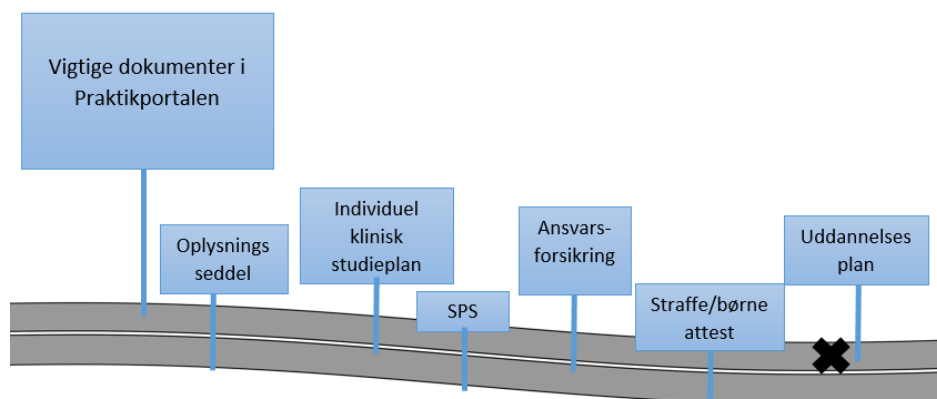 Vigtige dokumenter i
Praktikportalen
Oplysnings
seddel
Individuel
klinisk
studieplan
SPS
Ansvars-
forsikring
Straffe/børne
attest
Uddannelses
plan